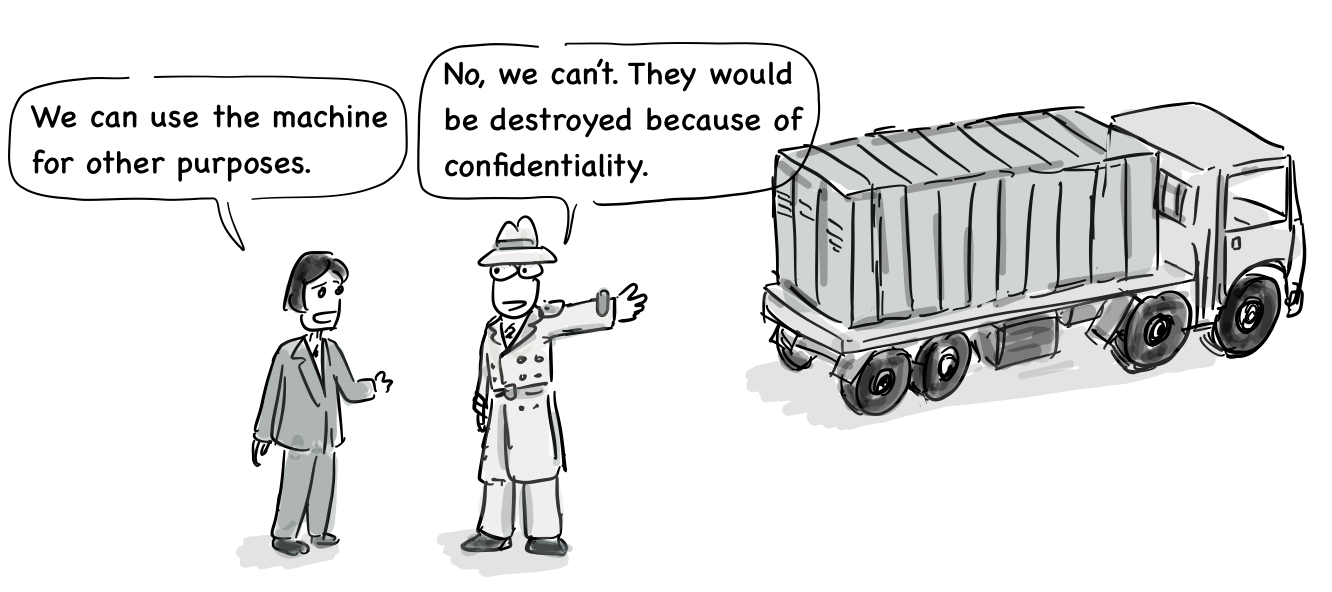 We can use the machine
for other purposes.
No, we can't. They would
be destroyed because of
confidentiality.